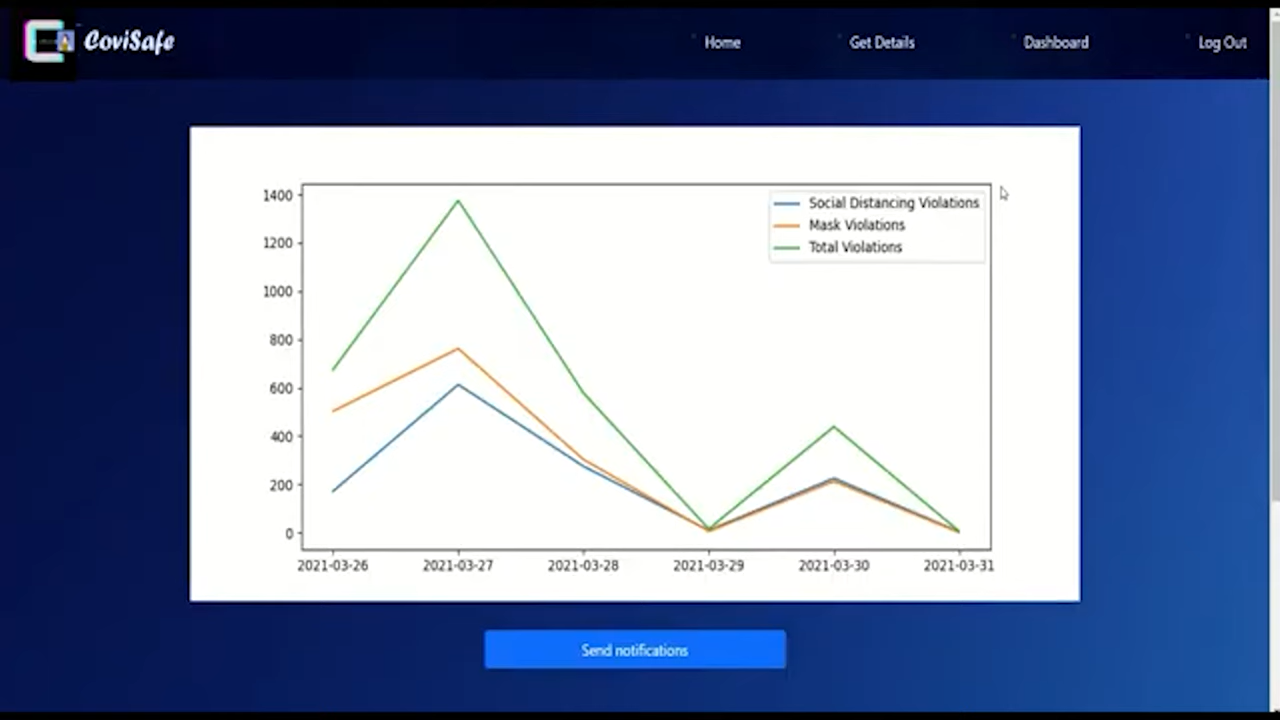 CoviSafe
Home
Get Details
Dashboard
Log Out
1400
1200
1000
800
600
400
200
0
Social Distancing Violations
Mask Violations
Total Violations
2021-03-26
2021-03-27
2021-03-28
2021-03-29
2021-03-30
2021-03-31
Send notifications